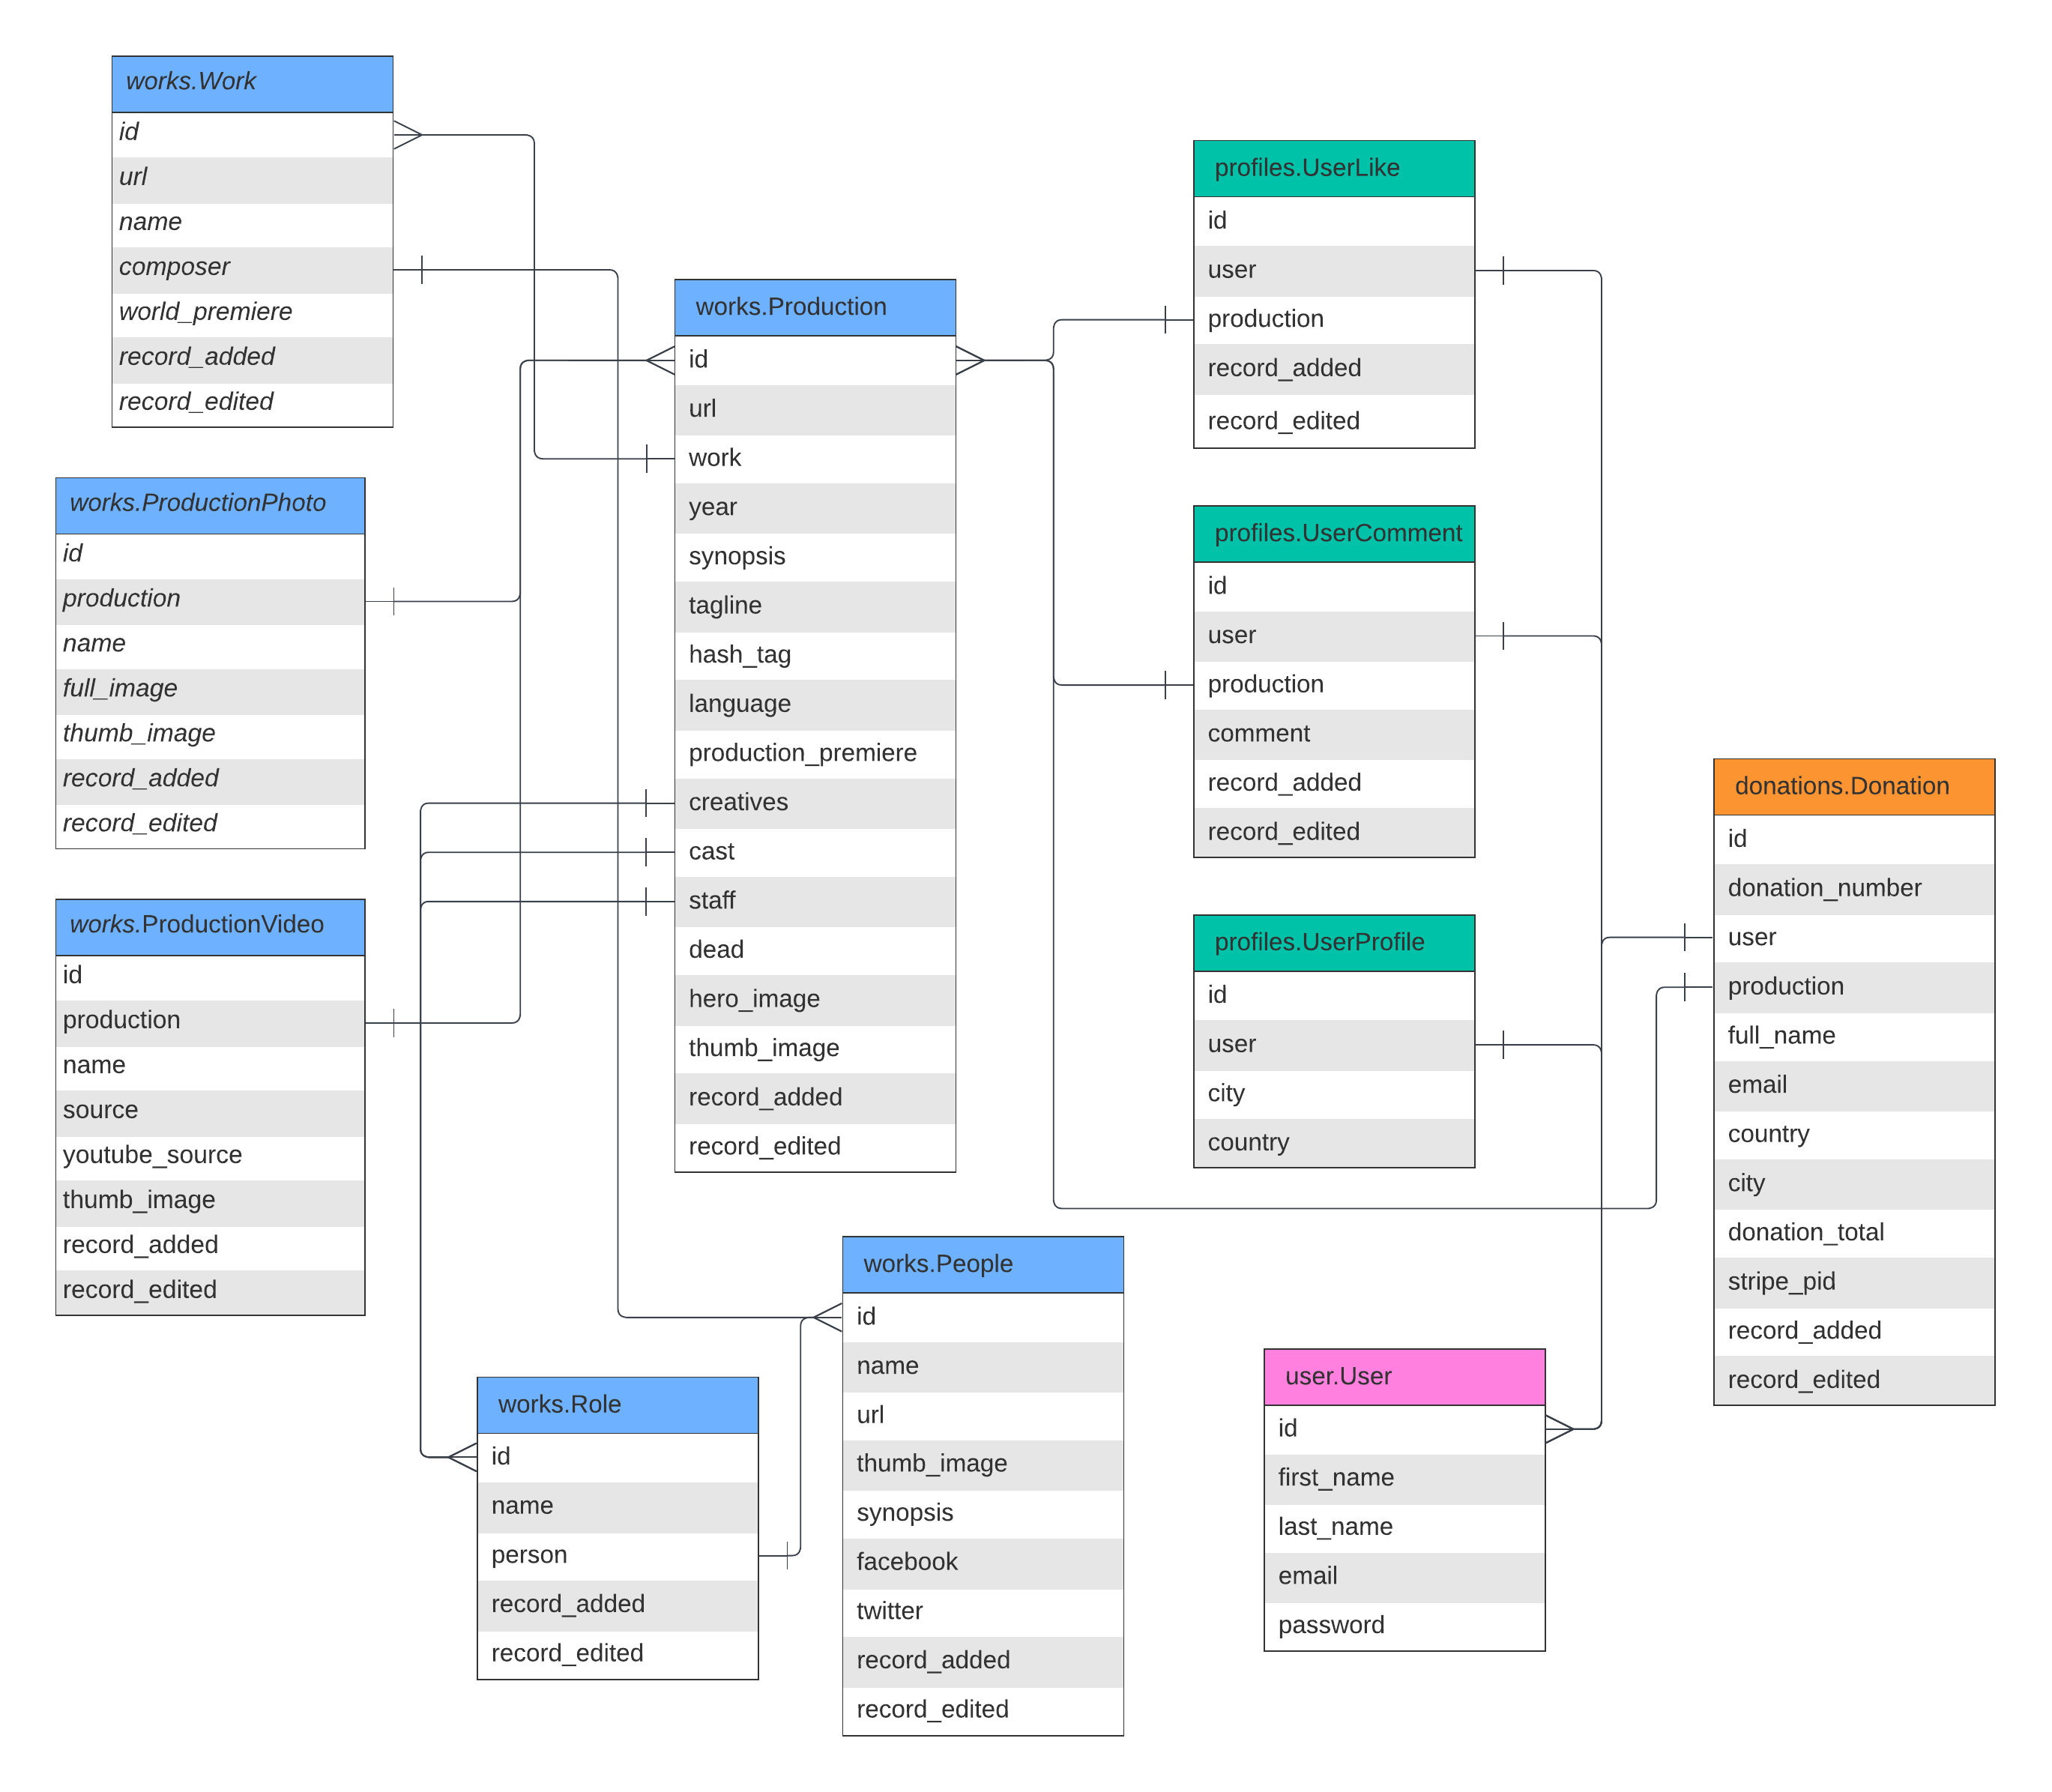 works.Work
id
url
name
composer
world_premiere
record_added
record_edited
works.ProductionPhoto
id
production
name
full_image
thumb_image
record_added
record_edited
works.ProductionVideo
id
production
name
source
youtube_source
thumb_image
record_added
record_edited
works.Production
id
url
work
year
synopsis
tagline
hash_tag
language
production_premiere
creatives
cast
staff
dead
hero_image
thumb_image
record_added
record_edited
works.Role
id
name
person
record_added
record_edited
works.People
id
name
url
thumb_image
synopsis
facebook
twitter
record_added
record_edited
profiles.UserLike
id
user
production
record_added
record_edited
profiles.UserComment
id
user
production
comment
record_added
record_edited
profiles.UserProfile
id
user
city
country
user.User
id
first_name
last_name
email
password
donations.Donation
id
donation_number
user
production
full_name
email
country
city
donation_total
stripe_pid
record_added
record_edited